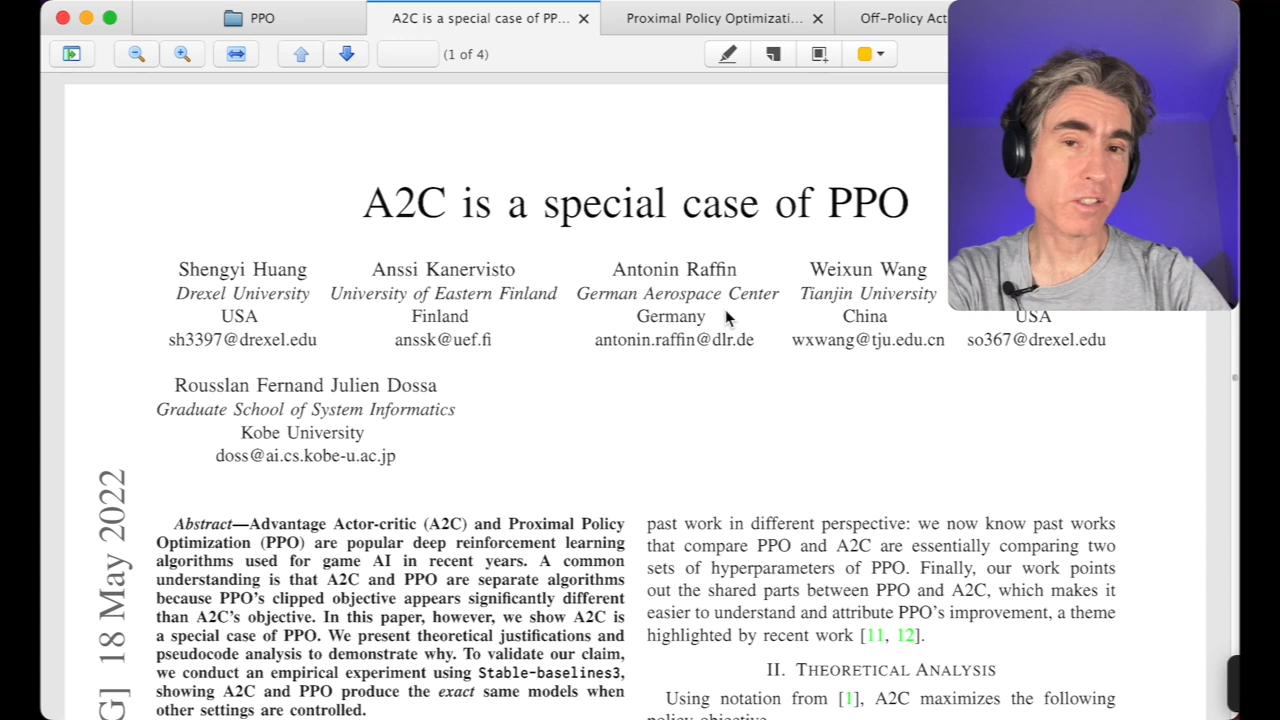 PPO
A2C is a special case of PP...
Proximal Policy Optimizati...
Off-Policy Act
(1 of 4)
A2C is a special case of PPO
Shengyi Huang
Drexel University
USA
sh3397@drexel.edu
Anssi Kanervisto
University of Eastern Finland
Finland
anssk@uef.fi
Antonin Raffin
German Aerospace Center
Germany
antonin.raffin@dlr.de
Weixun Wang
Tianjin University
China
wxwang@tju.edu.cn
USA
so367@drexel.edu
Rousslan Fernand Julien Dossa
Graduate School of System Informatics
Kobe University
doss@ai.cs.kobe-u.ac.jp
G] 18 May 2022
Abstract—Advantage Actor-critic (A2C) and Proximal Policy
Optimization (PPO) are popular deep reinforcement learning
algorithms used for game AI in recent years. A common
understanding is that A2C and PPO are separate algorithms
because PPO's clipped objective appears significantly different
than A2C's objective. In this paper, however, we show A2C is
a special case of PPO. We present theoretical justifications and
pseudocode analysis to demonstrate why. To validate our claim,
we conduct an empirical experiment using Stable-baselines3,
showing A2C and PPO produce the exact same models when
other settings are controlled.
past work in different perspective: we now know past works
that compare PPO and A2C are essentially comparing two
sets of hyperparameters of PPO. Finally, our work points
out the shared parts between PPO and A2C, which makes it
easier to understand and attribute PPO's improvement, a theme
highlighted by recent work [11, 12].
II. THEORETICAL ANALYSIS
Using notation from [1], A2C maximizes the following
policy objective